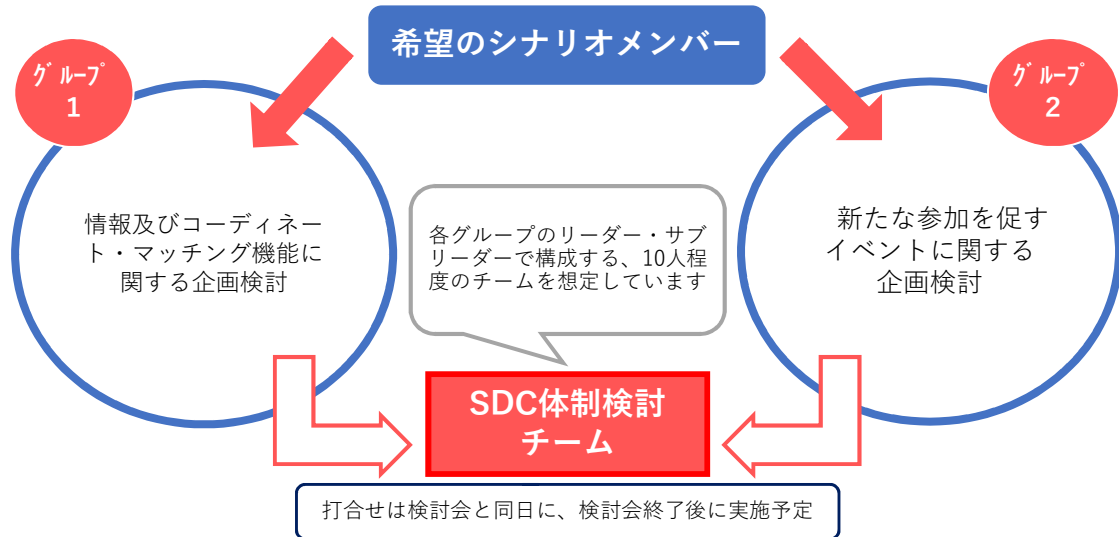 希望のシナリオメンバー
グループ
1
グループ
2
情報及びコーディネー
ト・マッチング機能に
関する企画検討
各グループのリーダー・サブ
リーダーで構成する、10人程
度のチームを想定しています
新たな参加を促す
イベントに関する
企画検討
SDC体制検討
チーム
打合せは検討会と同日に、検討会終了後に実施予定